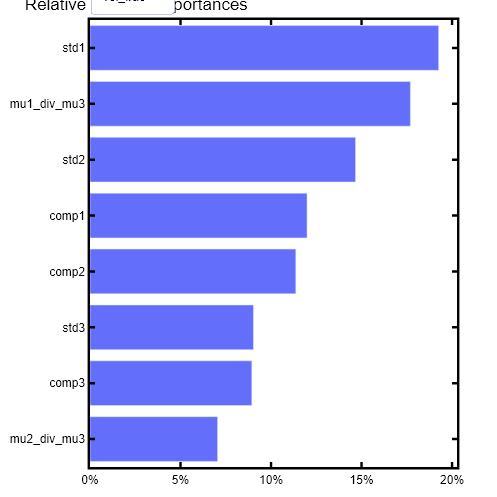 Relative portances
std1
mu1_div_mu3
std2
comp1
comp2
std3
comp3
mu2_div_mu3
0% 5% 10% 15% 20%